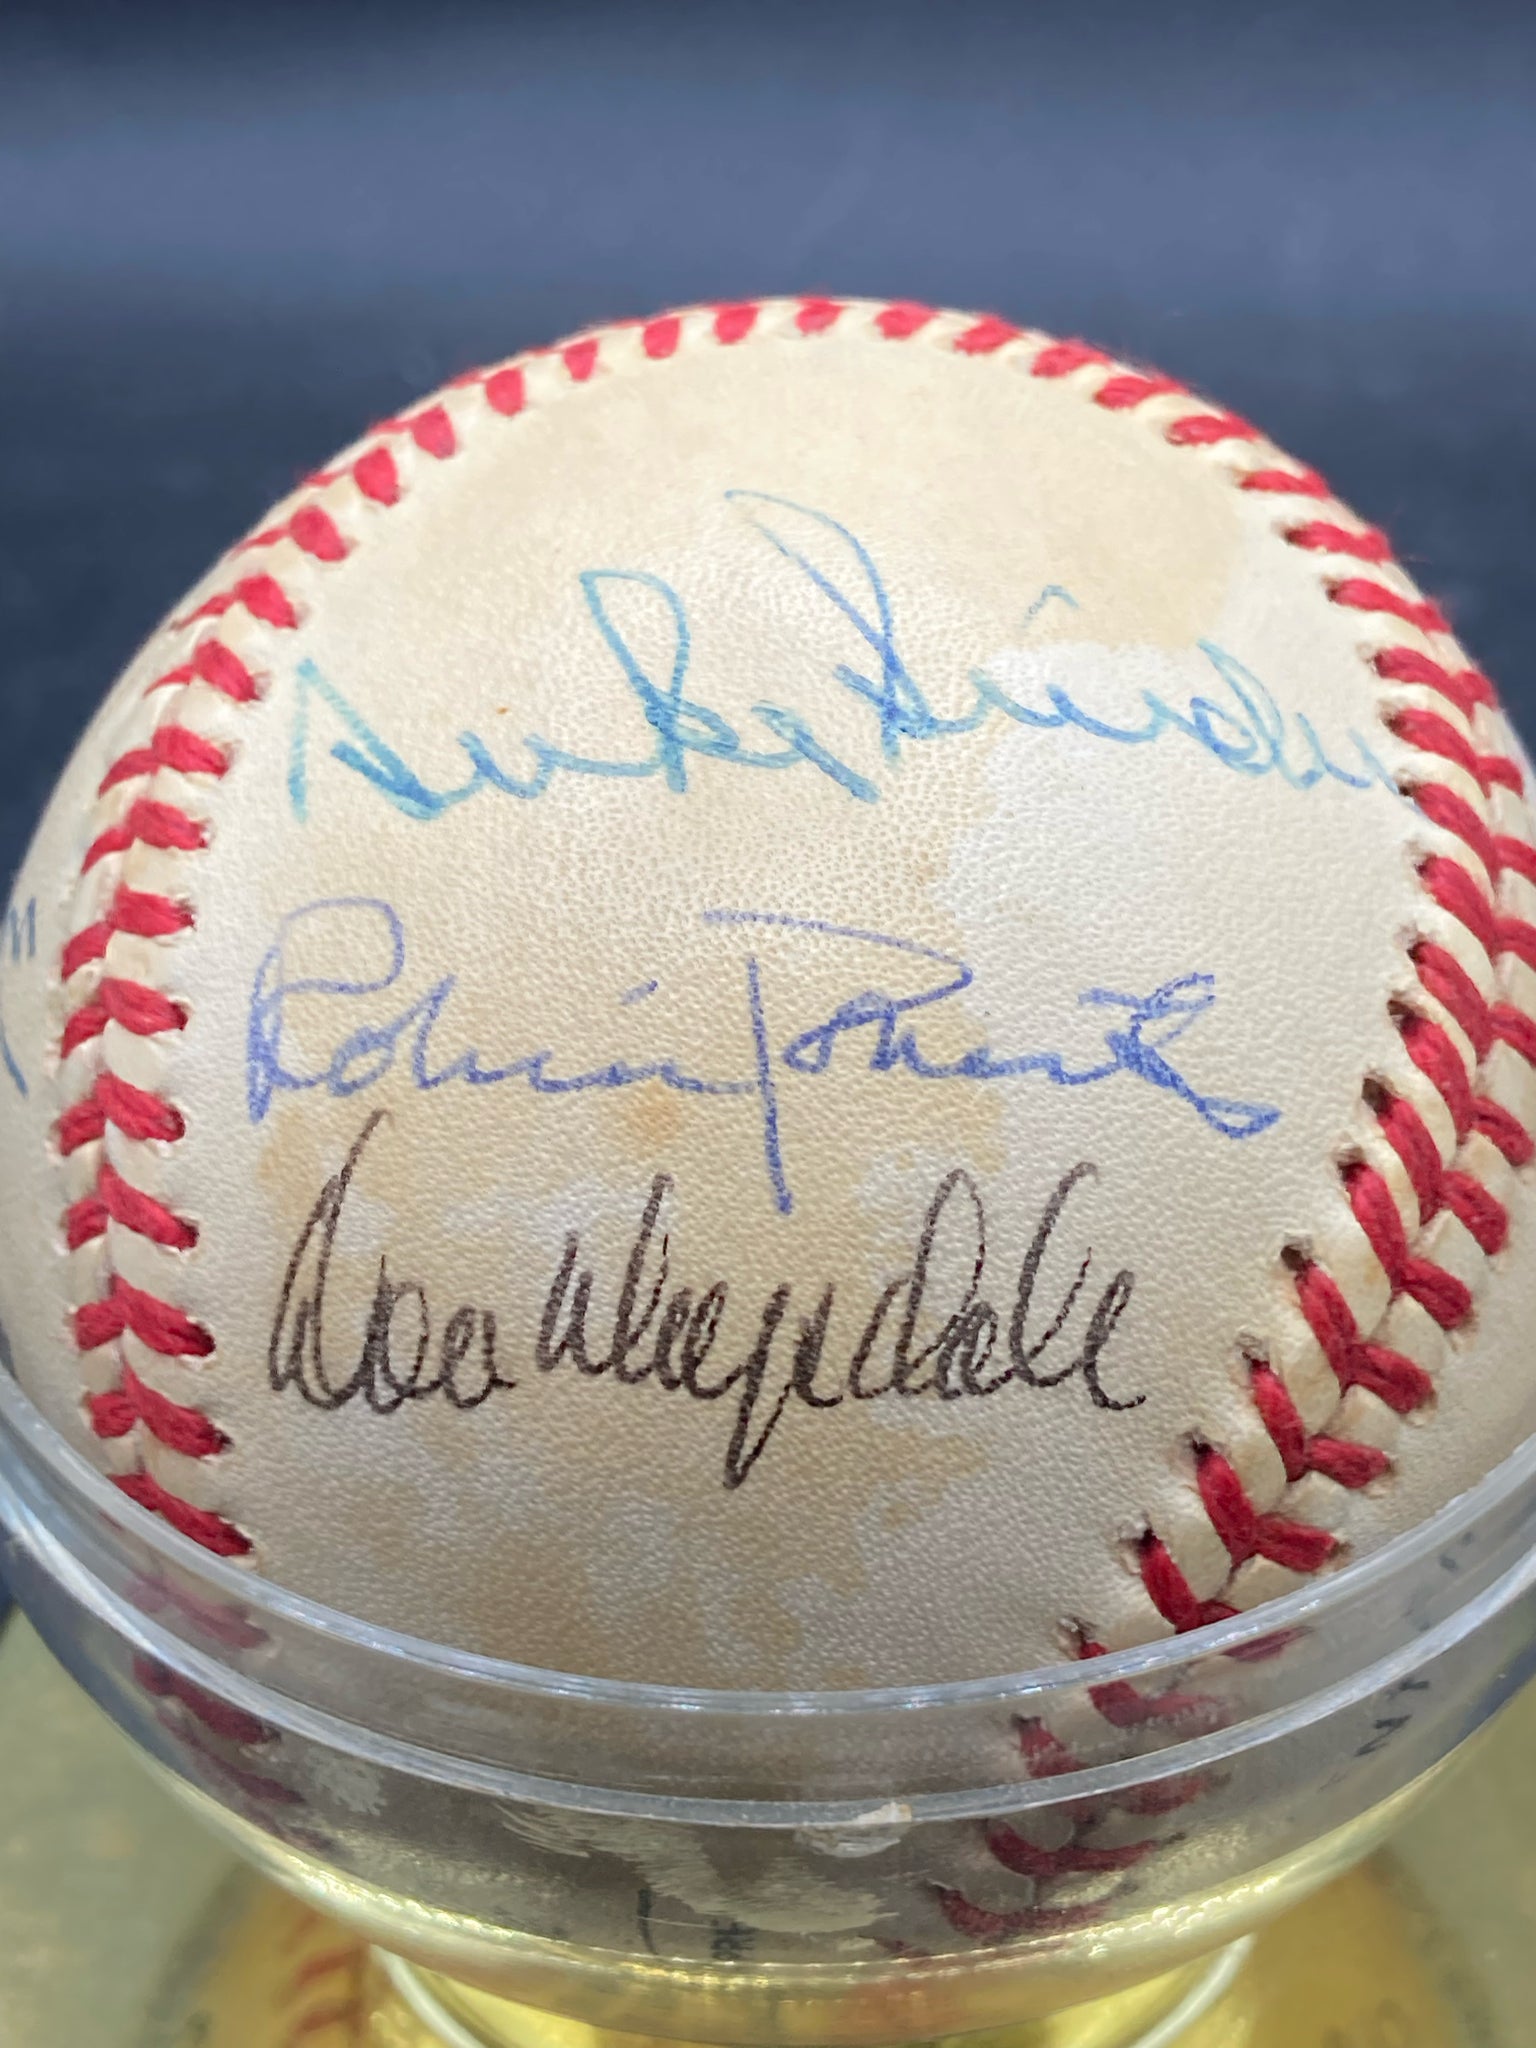 Duke Snider
Robin Roberts
Don Drysdale